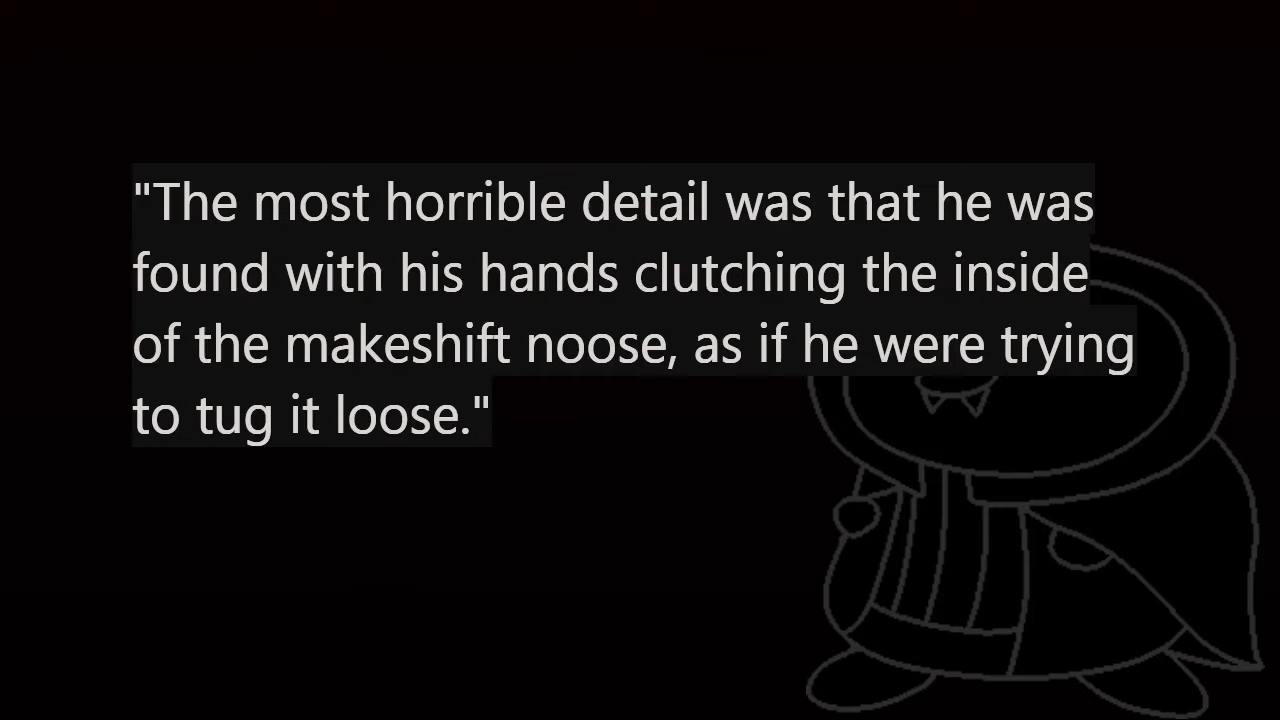 "The most horrible detail was that he was
found with his hands clutching the inside
of the makeshift noose, as if he were trying
to tug it loose."